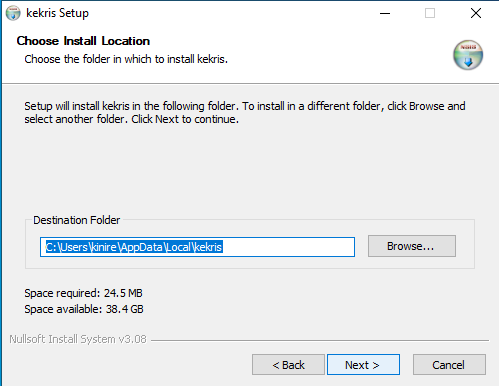 kekris Setup
Choose Install Location
Choose the folder in which to install kekris.
Setup will install kekris in the following folder. To install in a different folder, click Browse and
select another folder. Click Next to continue.
Destination Folder
C:\Users\kinire\AppData\Local\kekris
Browse...
Space required: 24.5 MB
Space available: 38.4 GB
Nullsoft Install System v3.08
< Back
Next >
Cancel